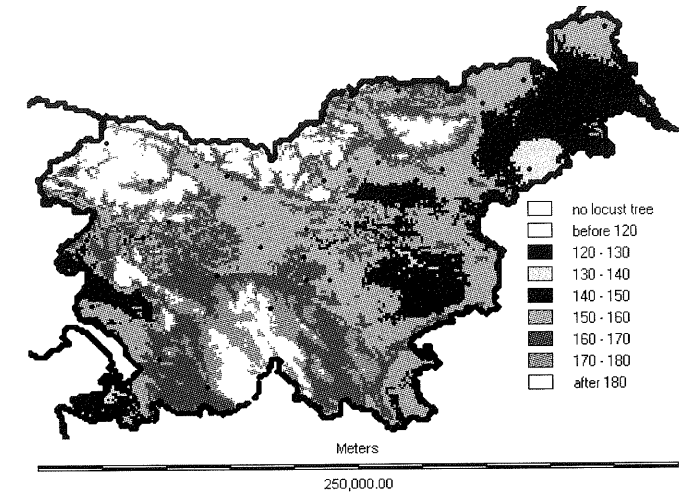 no locust tree
before 120
120 - 130
130 - 140
140 - 150
150 - 160
160 - 170
170 - 180
after 180
Meters
250,000.00